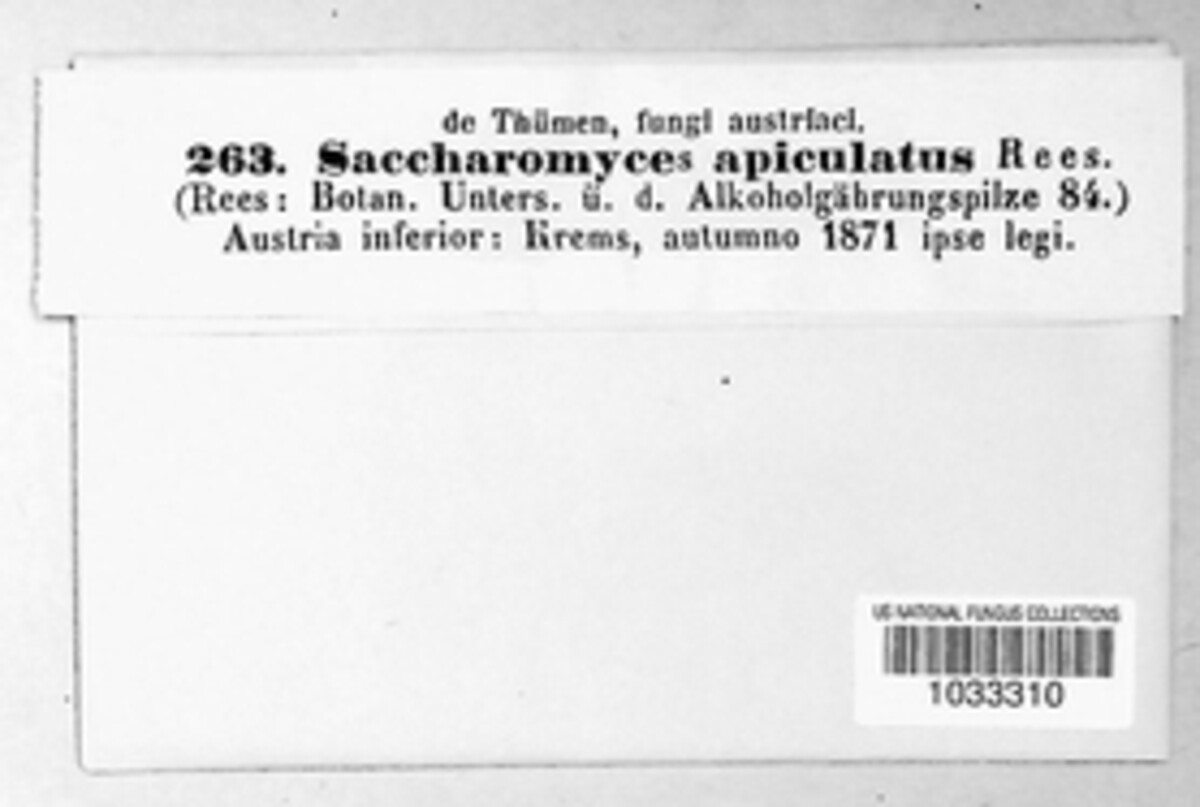 de Thümen, fungi austriaci.
263. Saccharomyces apiculatus Rees.
(Rees: Botan. Unters. ü. d. Alkoholgährungspilze 84.)
Austria inferior: Krems, autumno 1871 ipse legi.
US NATIONAL FUNGUS COLLECTIONS
1033310